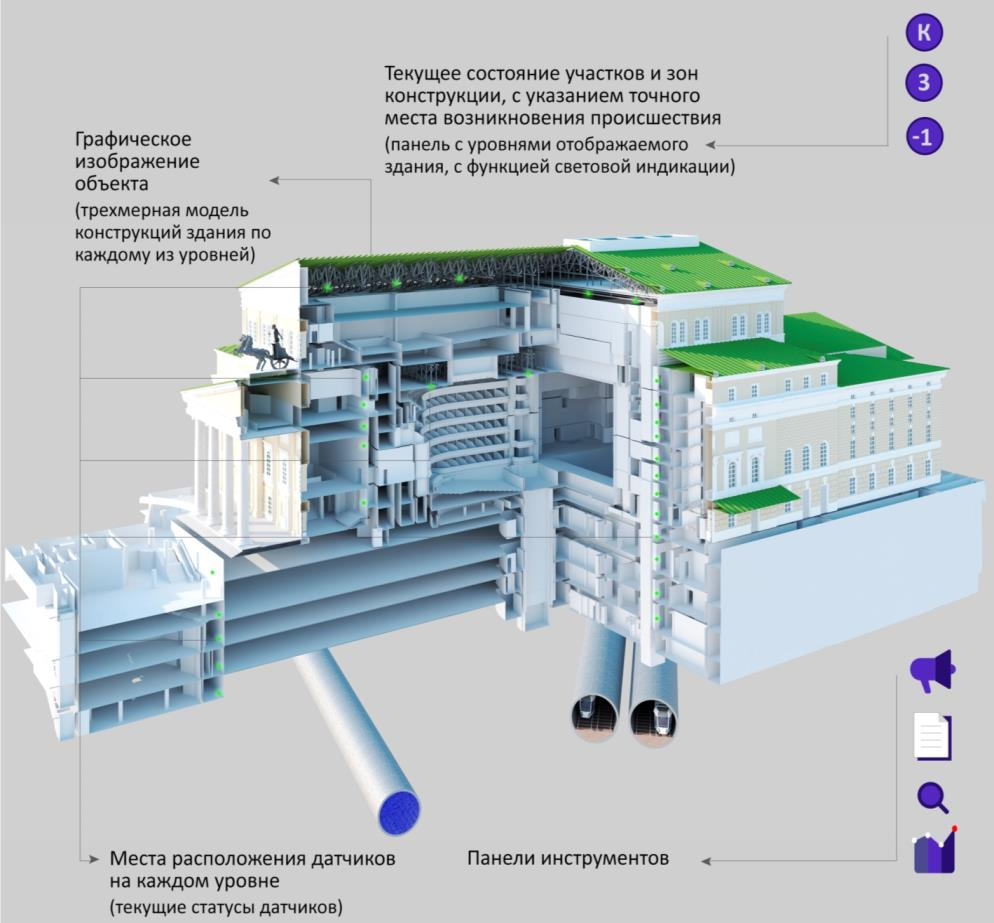 К
3
-1
Текущее состояние участков и зон
конструкции, с указанием точного
места возникновения происшествия
(панель с уровнями отображаемого
здания, с функцией световой индикации)
Графическое
изображение
объекта
(трехмерная модель
конструкций здания по
каждому из уровней)
Места расположения датчиков
на каждом уровне
(текущие статусы датчиков)
Панели инструментов